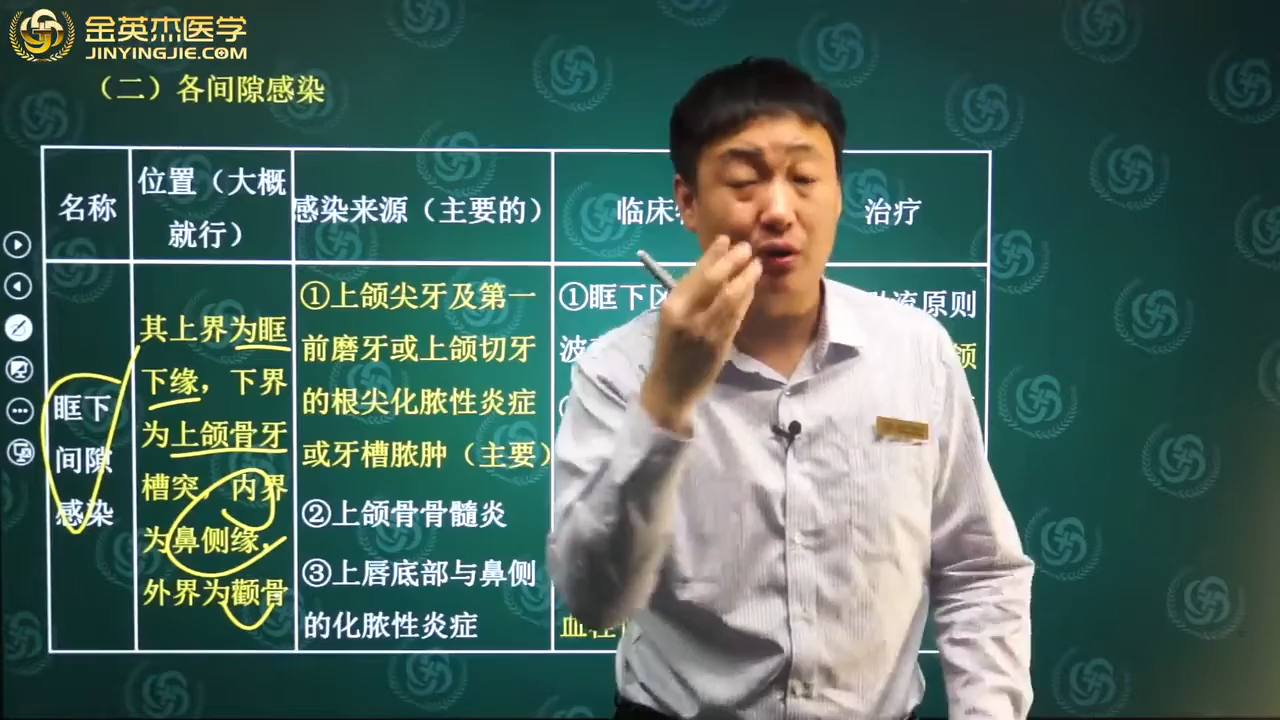 金英杰医学
JINYINGJIE.COM
（二）各间隙感染
名称
位置（大概
就行）
感染来源（主要的）
临床
治疗
眶下
间隙
感染
其上界为眶
下缘，下界
为上颌骨牙
槽突，内界
为鼻侧缘，
外界为颧骨
①上颌尖牙及第一
前磨牙或上颌切牙
的根尖化脓性炎症
或牙槽脓肿（主要）
②上颌骨骨髓炎
③上唇底部与鼻侧
的化脓性炎症
①眶下
流原则